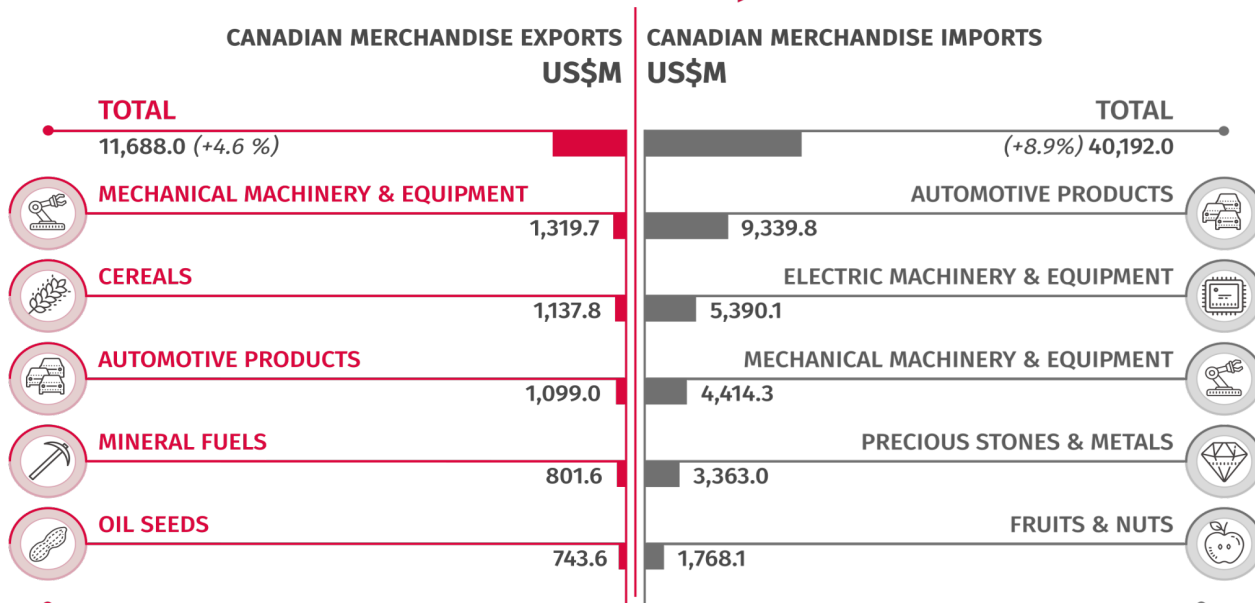 CANADIAN MERCHANDISE EXPORTS
US$M
TOTAL
11,688.0 (+4.6 %)
MECHANICAL MACHINERY & EQUIPMENT
1,319.7
CEREALS
1,137.8
AUTOMOTIVE PRODUCTS
1,099.0
MINERAL FUELS
801.6
OIL SEEDS
743.6
CANADIAN MERCHANDISE IMPORTS
US$M
TOTAL
(+8.9%) 40,192.0
AUTOMOTIVE PRODUCTS
9,339.8
ELECTRIC MACHINERY & EQUIPMENT
5,390.1
MECHANICAL MACHINERY & EQUIPMENT
4,414.3
PRECIOUS STONES & METALS
3,363.0
FRUITS & NUTS
1,768.1